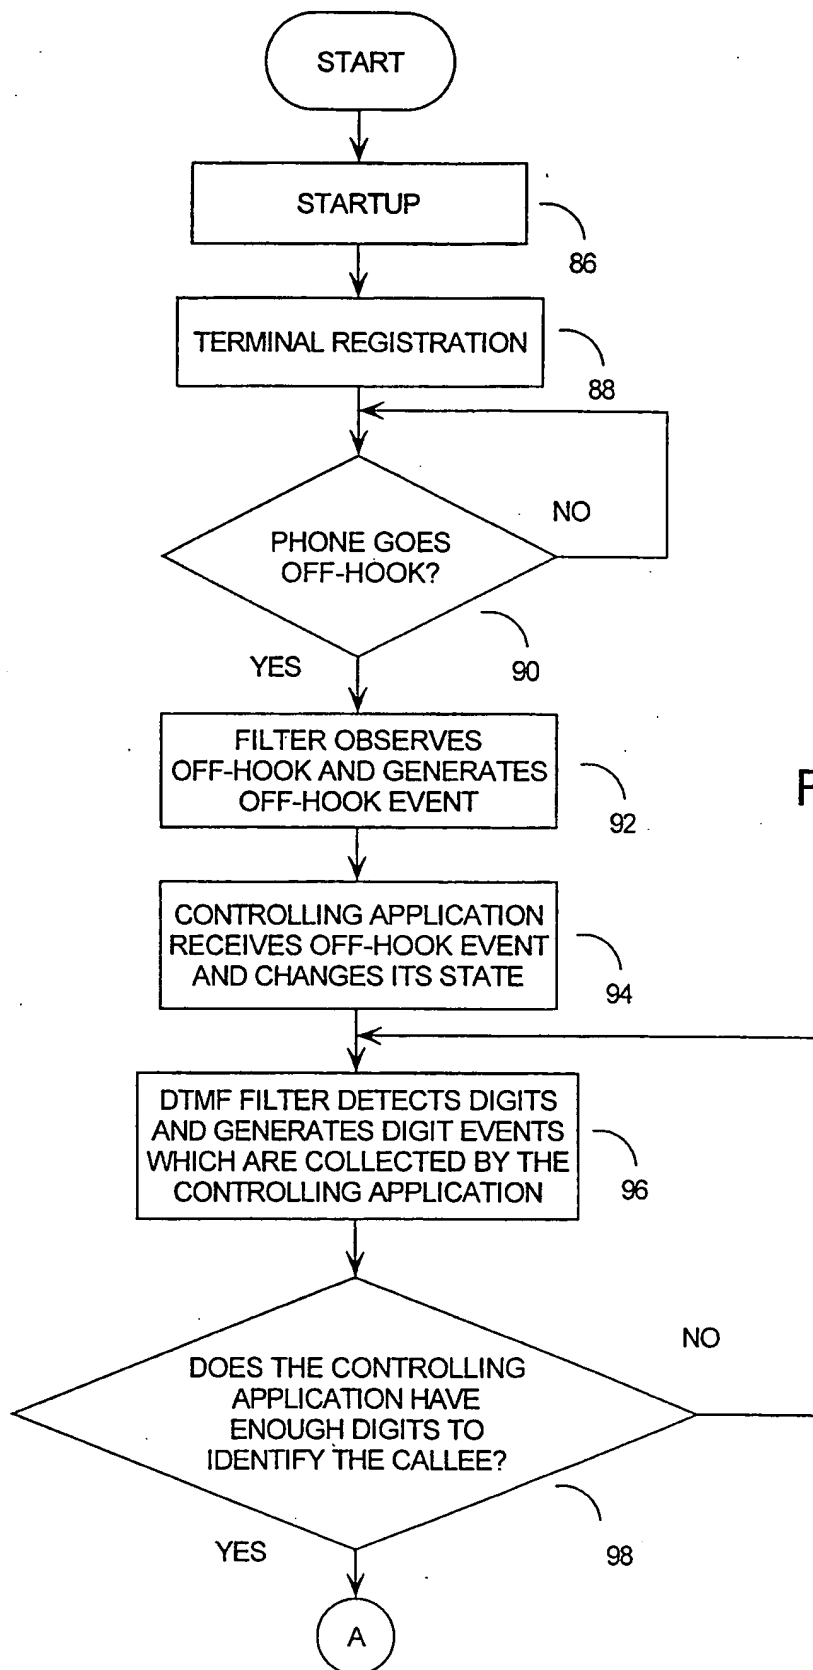 START
STARTUP
86
TERMINAL REGISTRATION
88
NO
PHONE GOES
OFF-HOOK?
90
YES
FILTER OBSERVES
OFF-HOOK AND GENERATES
OFF-HOOK EVENT
92
CONTROLLING APPLICATION
RECEIVES OFF-HOOK EVENT
AND CHANGES ITS STATE
94
DTMF FILTER DETECTS DIGITS
AND GENERATES DIGIT EVENTS
WHICH ARE COLLECTED BY THE
CONTROLLING APPLICATION
96
NO
DOES THE CONTROLLING
APPLICATION HAVE
ENOUGH DIGITS TO
IDENTIFY THE CALLEE?
98
YES
A